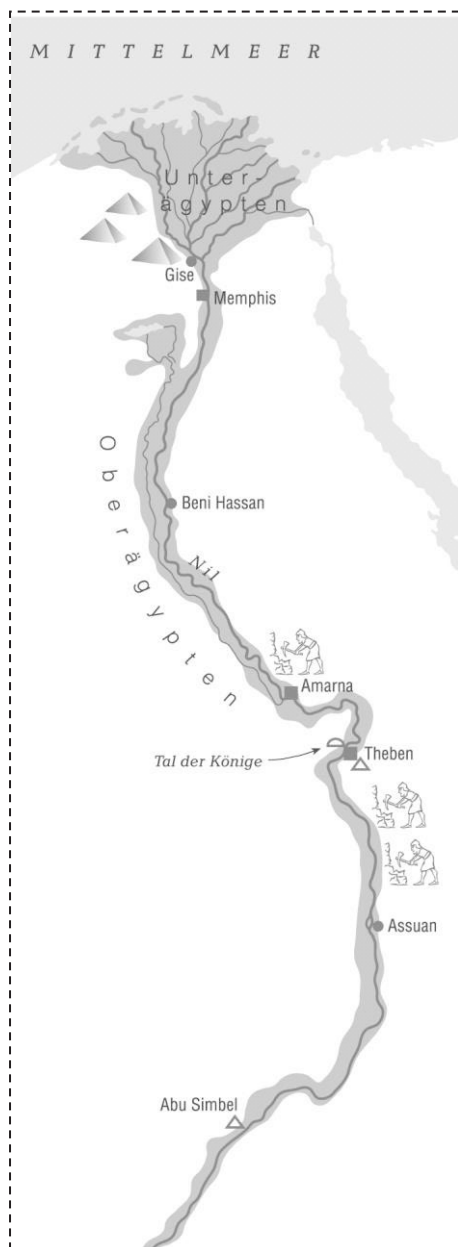 MITTELMEER
Unter-
ägypten
Gise
Memphis
Oberägypten
Beni Hassan
Nil
Amarna
Tal der Könige
Theben
Assuan
Abu Simbel